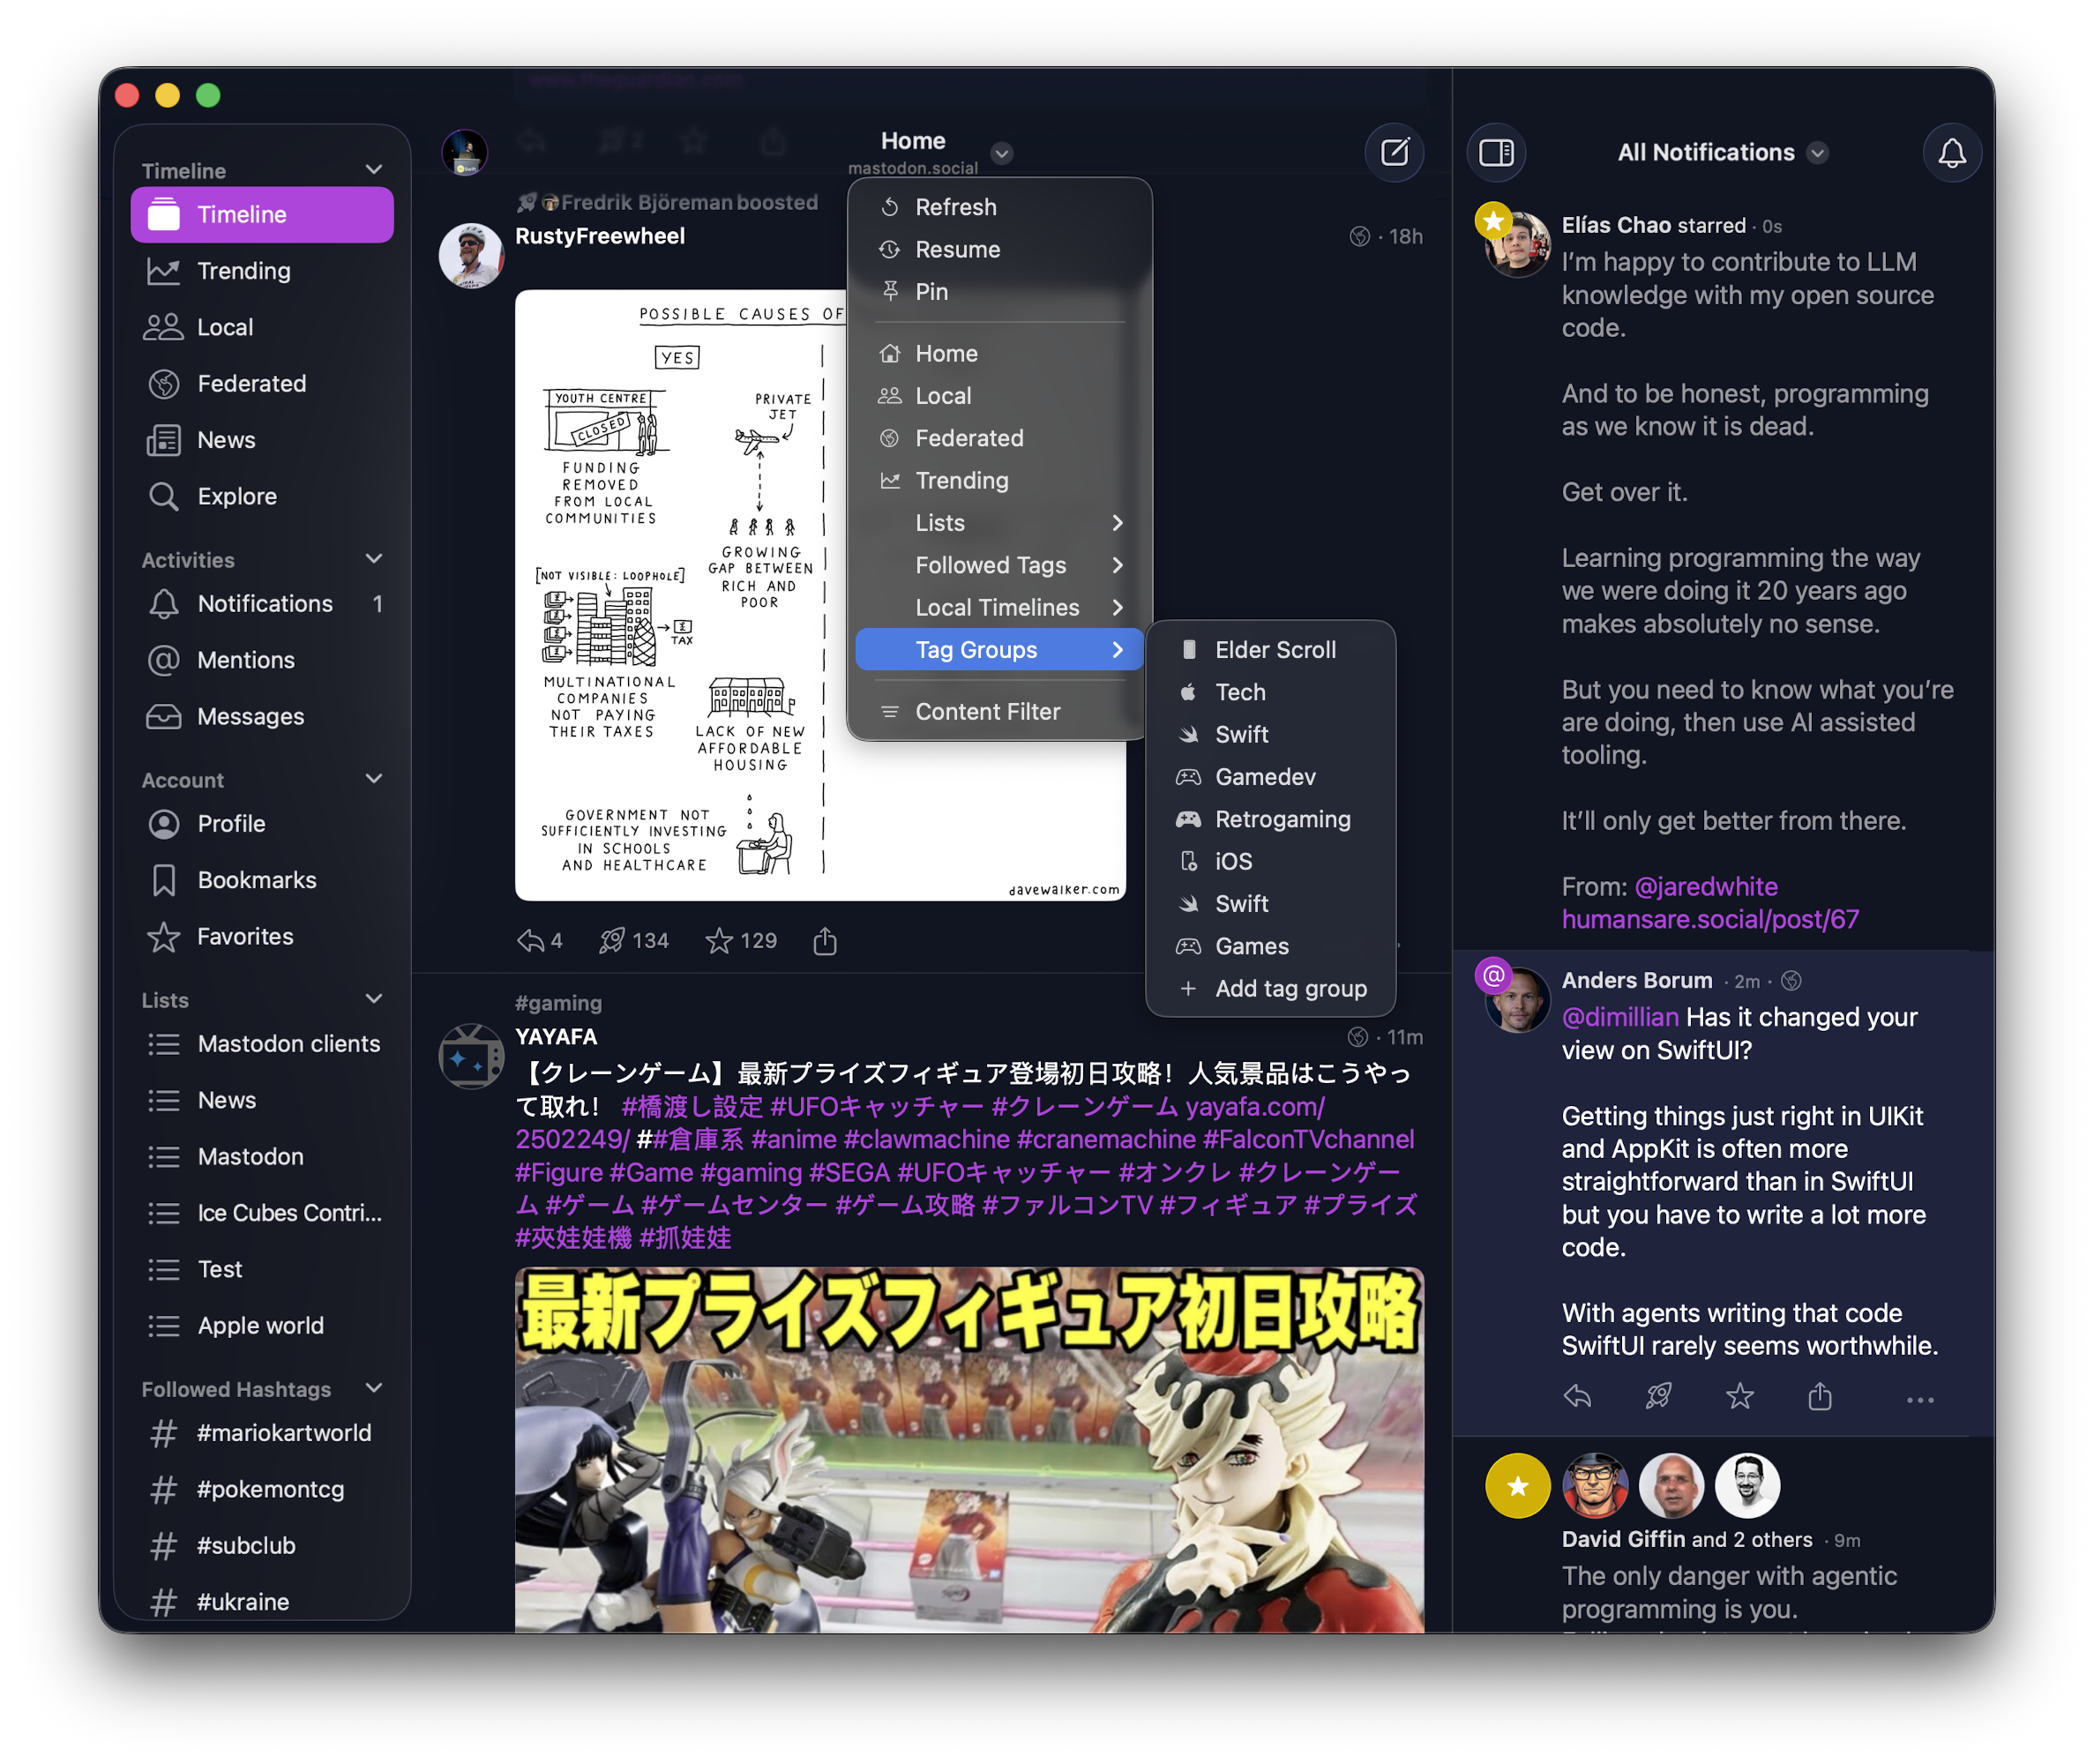 www.theguardian.com
Timeline
Timeline
Trending
Local
Federated
News
Explore
Activities
Notifications 1
Mentions
Messages
Account
Profile
Bookmarks
Favorites
Lists
Mastodon clients
News
Mastodon
Ice Cubes Contri...
Test
Apple world
Followed Hashtags
#mariokartworld
#pokemontcg
#subclub
#ukraine
2
Home
mastodon.social
Fredrik Björeman boosted
RustyFreewheel
18h
POSSIBLE CAUSES OF
YES
YOUTH CENTRE
CLOSED
FUNDING
REMOVED
FROM LOCAL
COMMUNITIES
PRIVATE
JET
GROWING
GAP BETWEEN
RICH AND
POOR
[NOT VISIBLE: LOOPHOLE]
TAX
MULTINATIONAL
COMPANIES
NOT PAYING
THEIR TAXES
LACK OF NEW
AFFORDABLE
HOUSING
GOVERNMENT NOT
SUFFICIENTLY INVESTING
IN SCHOOLS
AND HEALTHCARE
davewalker.com
4 134 129
Refresh
Resume
Pin
Home
Local
Federated
Trending
Lists
Followed Tags
Local Timelines
Tag Groups
Content Filter
Elder Scroll
Tech
Swift
Gamedev
Retrogaming
iOS
Swift
Games
Add tag group
#gaming
YAYAFA
11m
【クレーンゲーム】最新プライズフィギュア登場初日攻略！人気景品はこうやっ
て取れ！ #橋渡し設定 #UFOキャッチャー #クレーンゲーム yayafa.com/
2502249/ ##倉庫系 #anime #clawmachine #cranemachine #FalconTVchannel
#Figure #Game #gaming #SEGA #UFOキャッチャー #オンクレ #クレーンゲー
ム #ゲーム #ゲームセンター #ゲーム攻略 #ファルコンTV #フィギュア #プライズ
#夾娃娃機 #抓娃娃
最新プライズフィギュア初日攻略
All Notifications
Elías Chao starred · 0s
I’m happy to contribute to LLM
knowledge with my open source
code.
And to be honest, programming
as we know it is dead.
Get over it.
Learning programming the way
we were doing it 20 years ago
makes absolutely no sense.
But you need to know what you’re
are doing, then use AI assisted
tooling.
It’ll only get better from there.
From: @jaredwhite
humansare.social/post/67
Anders Borum · 2m ·
@dimillian Has it changed your
view on SwiftUI?
Getting things just right in UIKit
and AppKit is often more
straightforward than in SwiftUI
but you have to write a lot more
code.
With agents writing that code
SwiftUI rarely seems worthwhile.
David Giffin and 2 others · 9m
The only danger with agentic
programming is you.